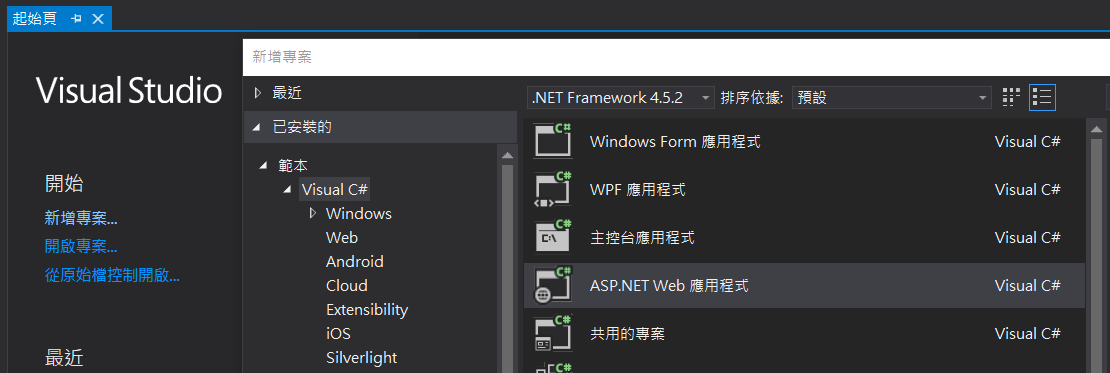 起始頁
Visual Studio
開始
新增專案...
開啟專案...
從原始檔控制開啟...
最近
新增專案
最近
已安裝的
範本
Visual C#
Windows
Web
Android
Cloud
Extensibility
iOS
Silverlight
.NET Framework 4.5.2 排序依據: 預設
C# Windows Form 應用程式 Visual C#
C# WPF 應用程式 Visual C#
C# C:\ 主控台應用程式 Visual C#
C# ASP.NET Web 應用程式 Visual C#
C# 共用的專案 Visual C#
C#